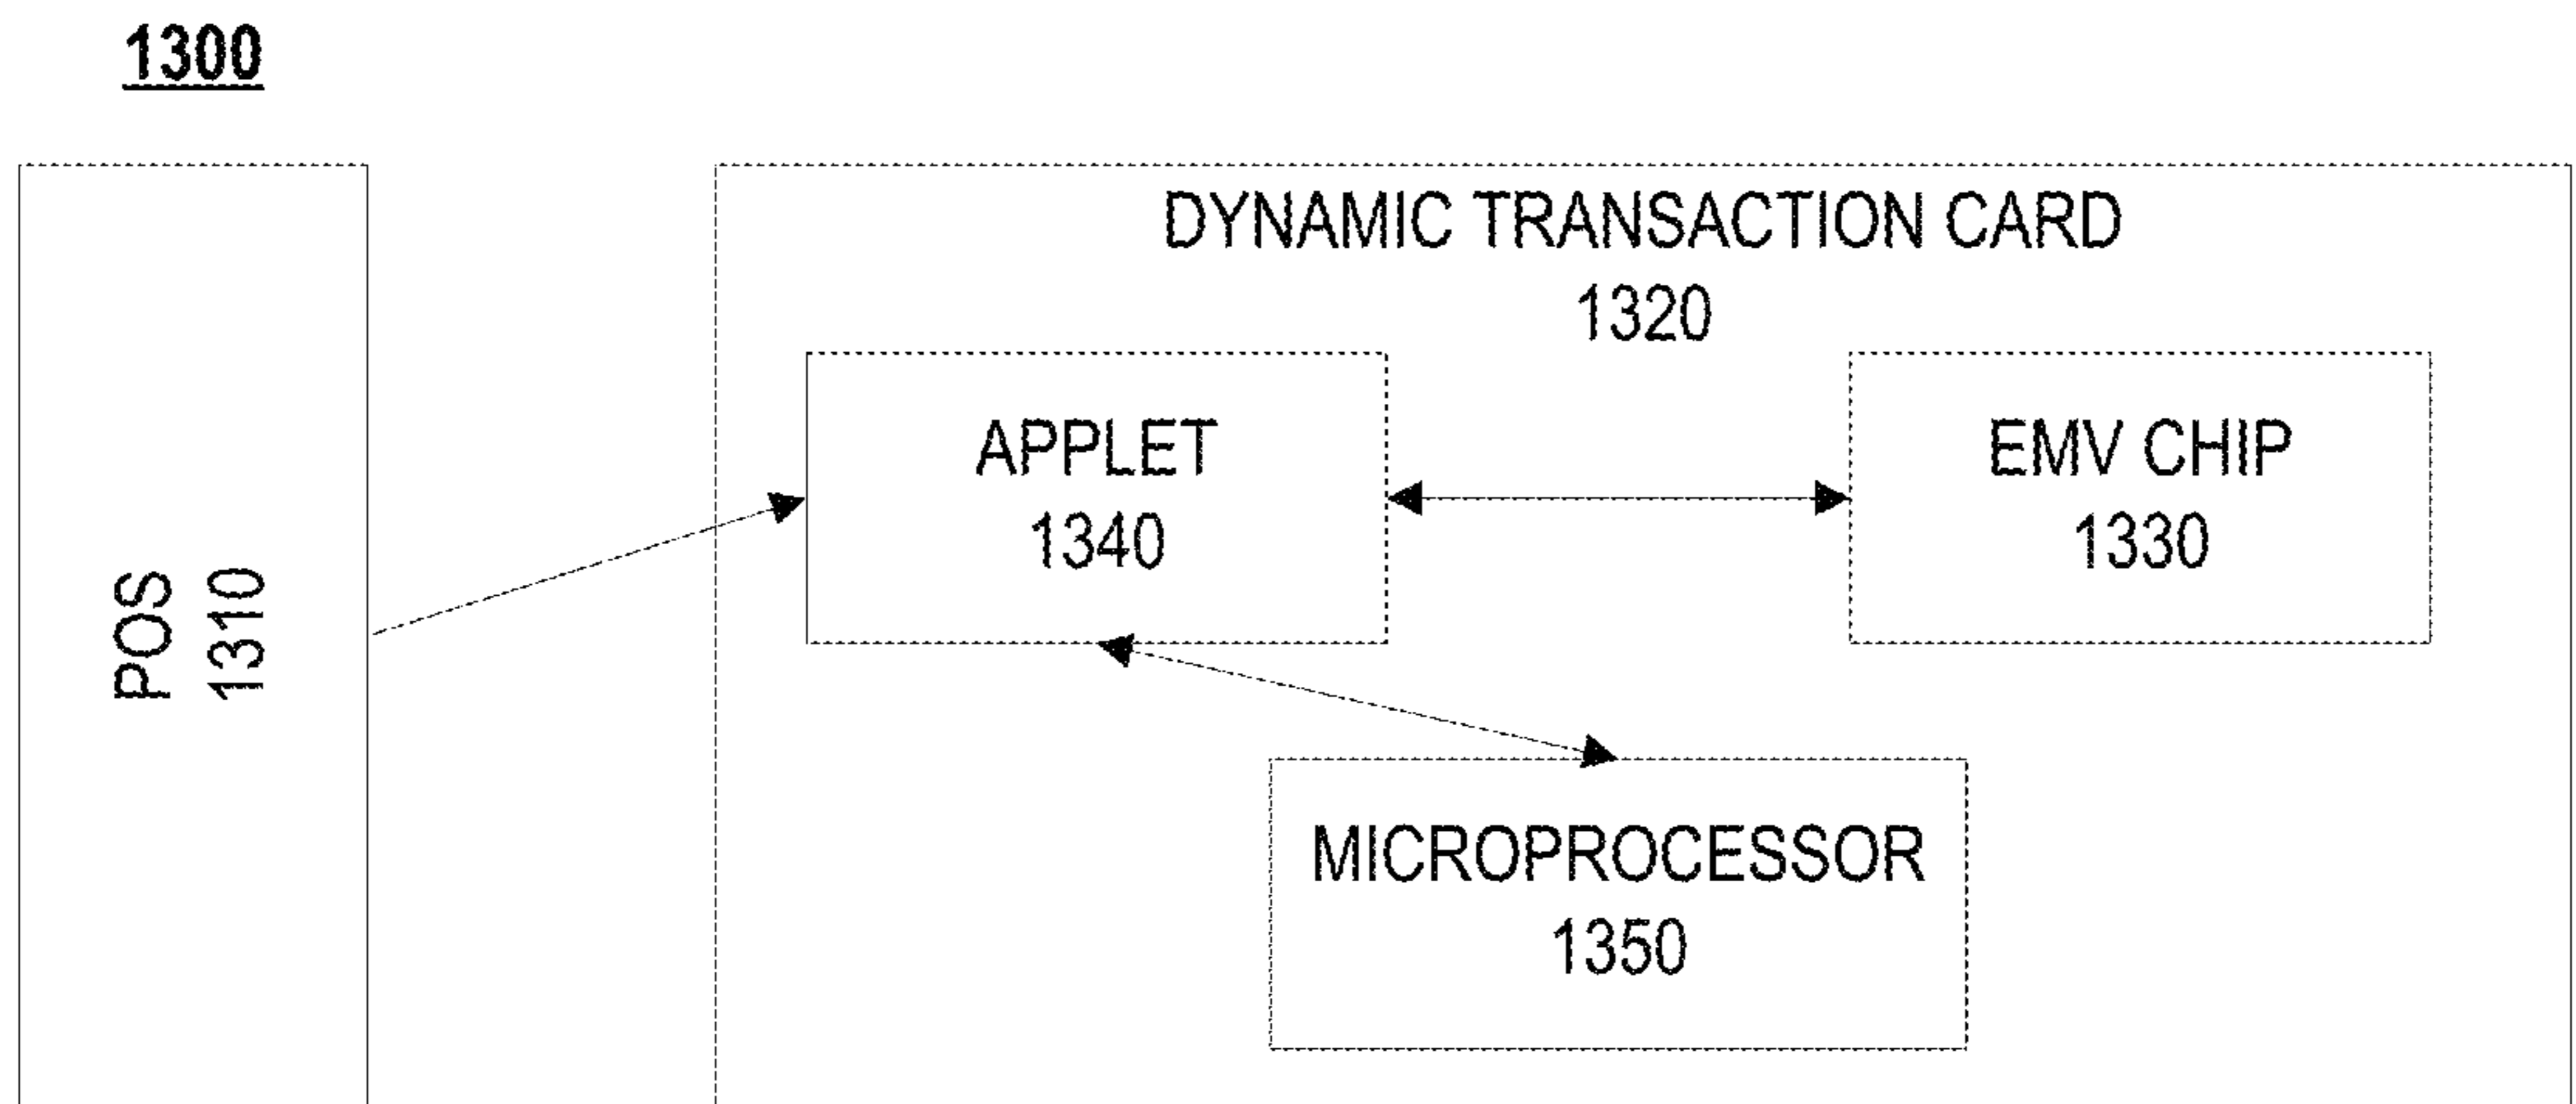 1300
DYNAMIC TRANSACTION CARD
1320
APPLET
1340
EMV CHIP
1330
POS
1310
MICROPROCESSOR
1350